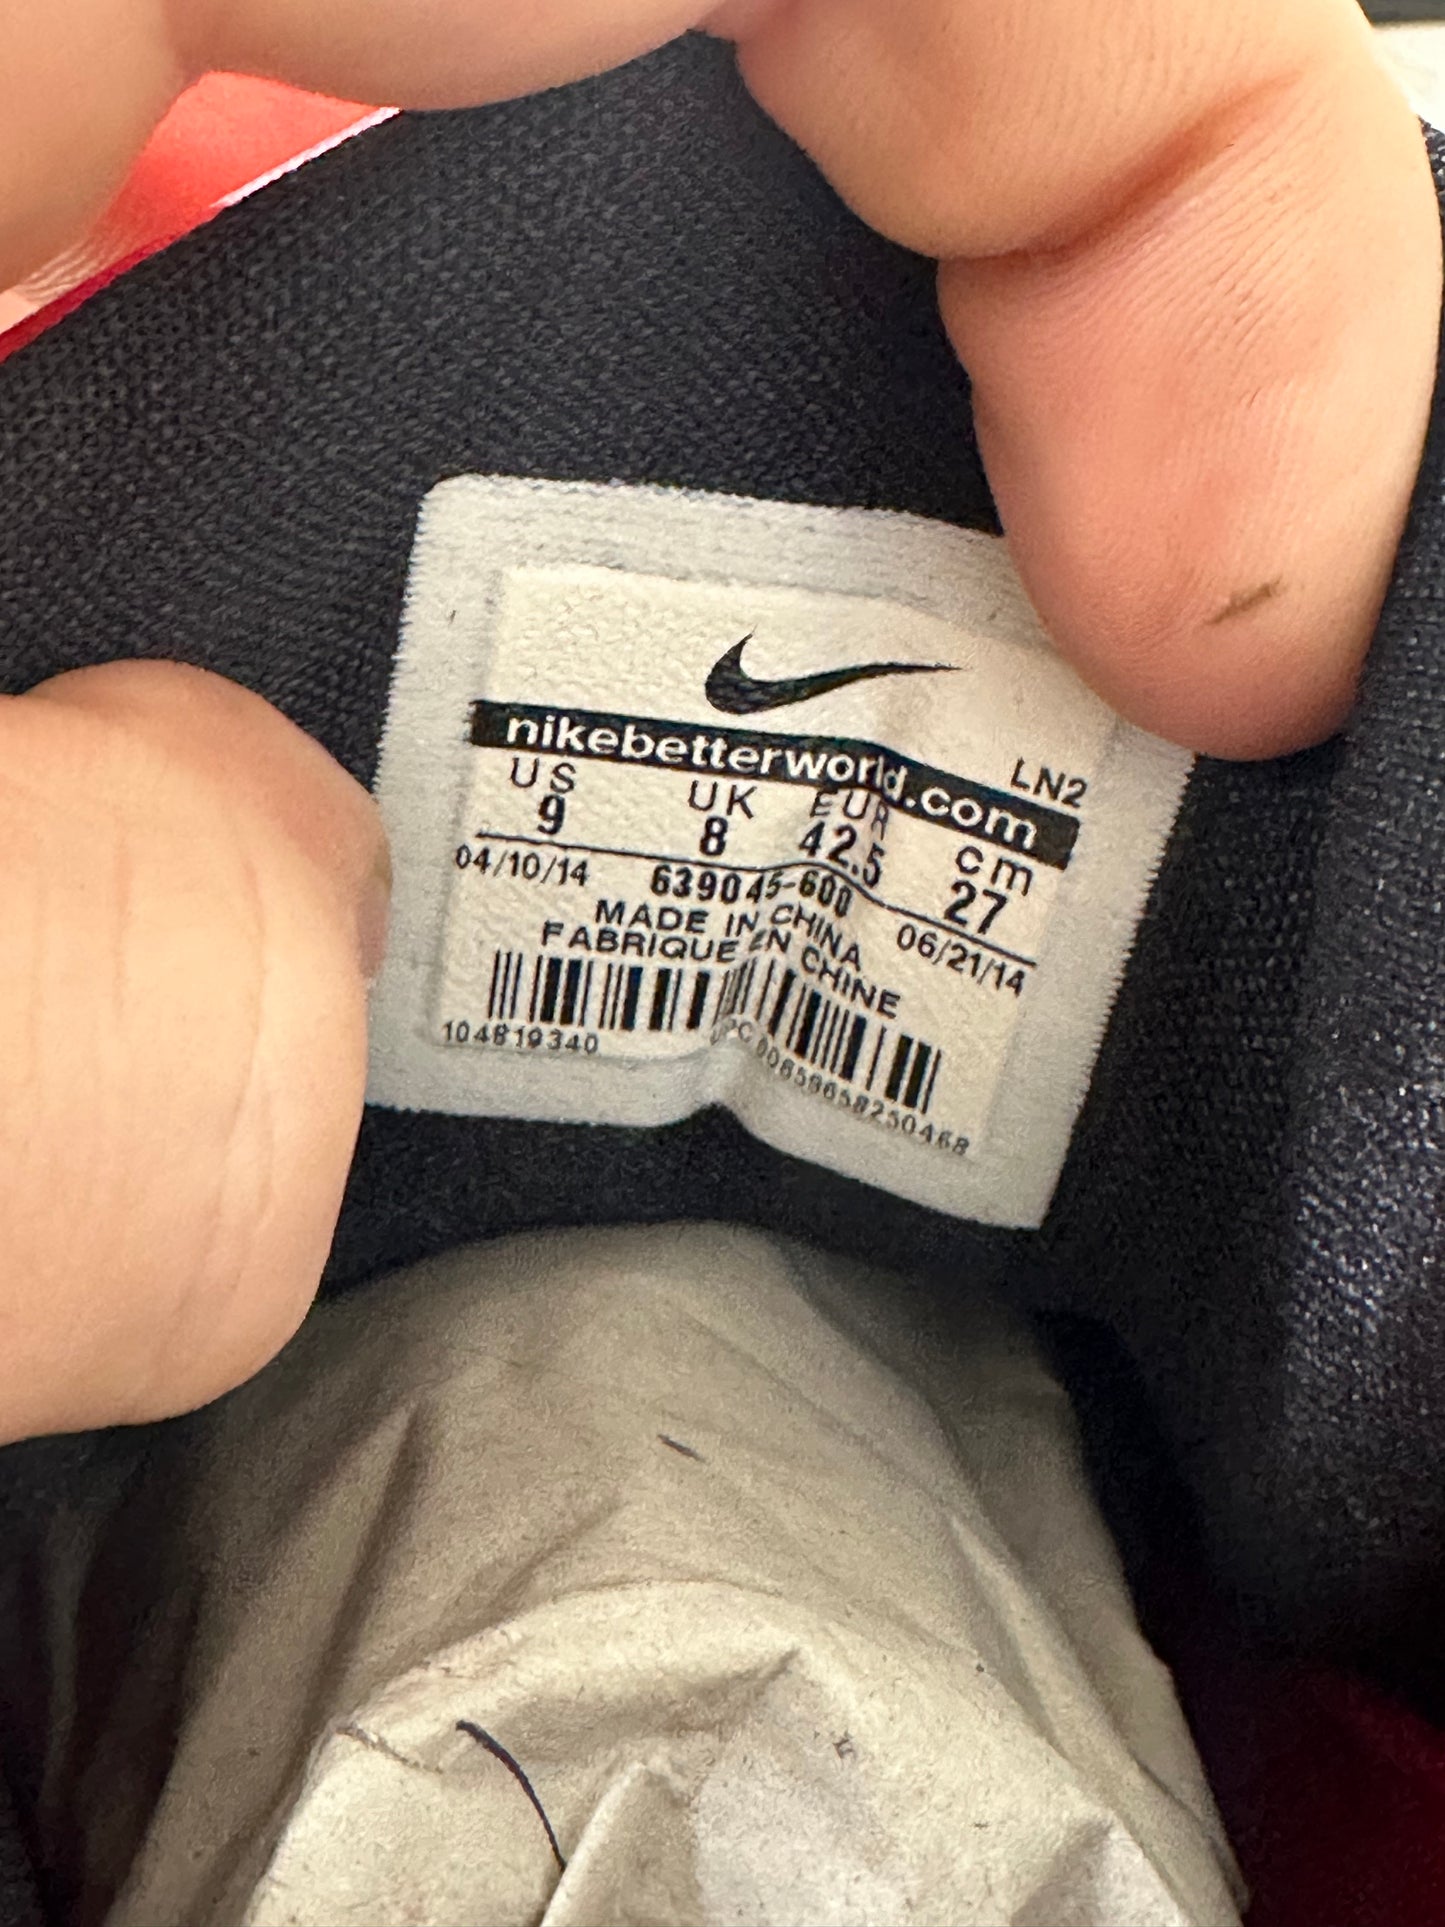 nikebetterworld.com
LN2
US UK EUR cm
9 8 42.5 27
04/10/14 639045-600 06/21/14
MADE IN CHINA
FABRIQUE EN CHINE
104819340